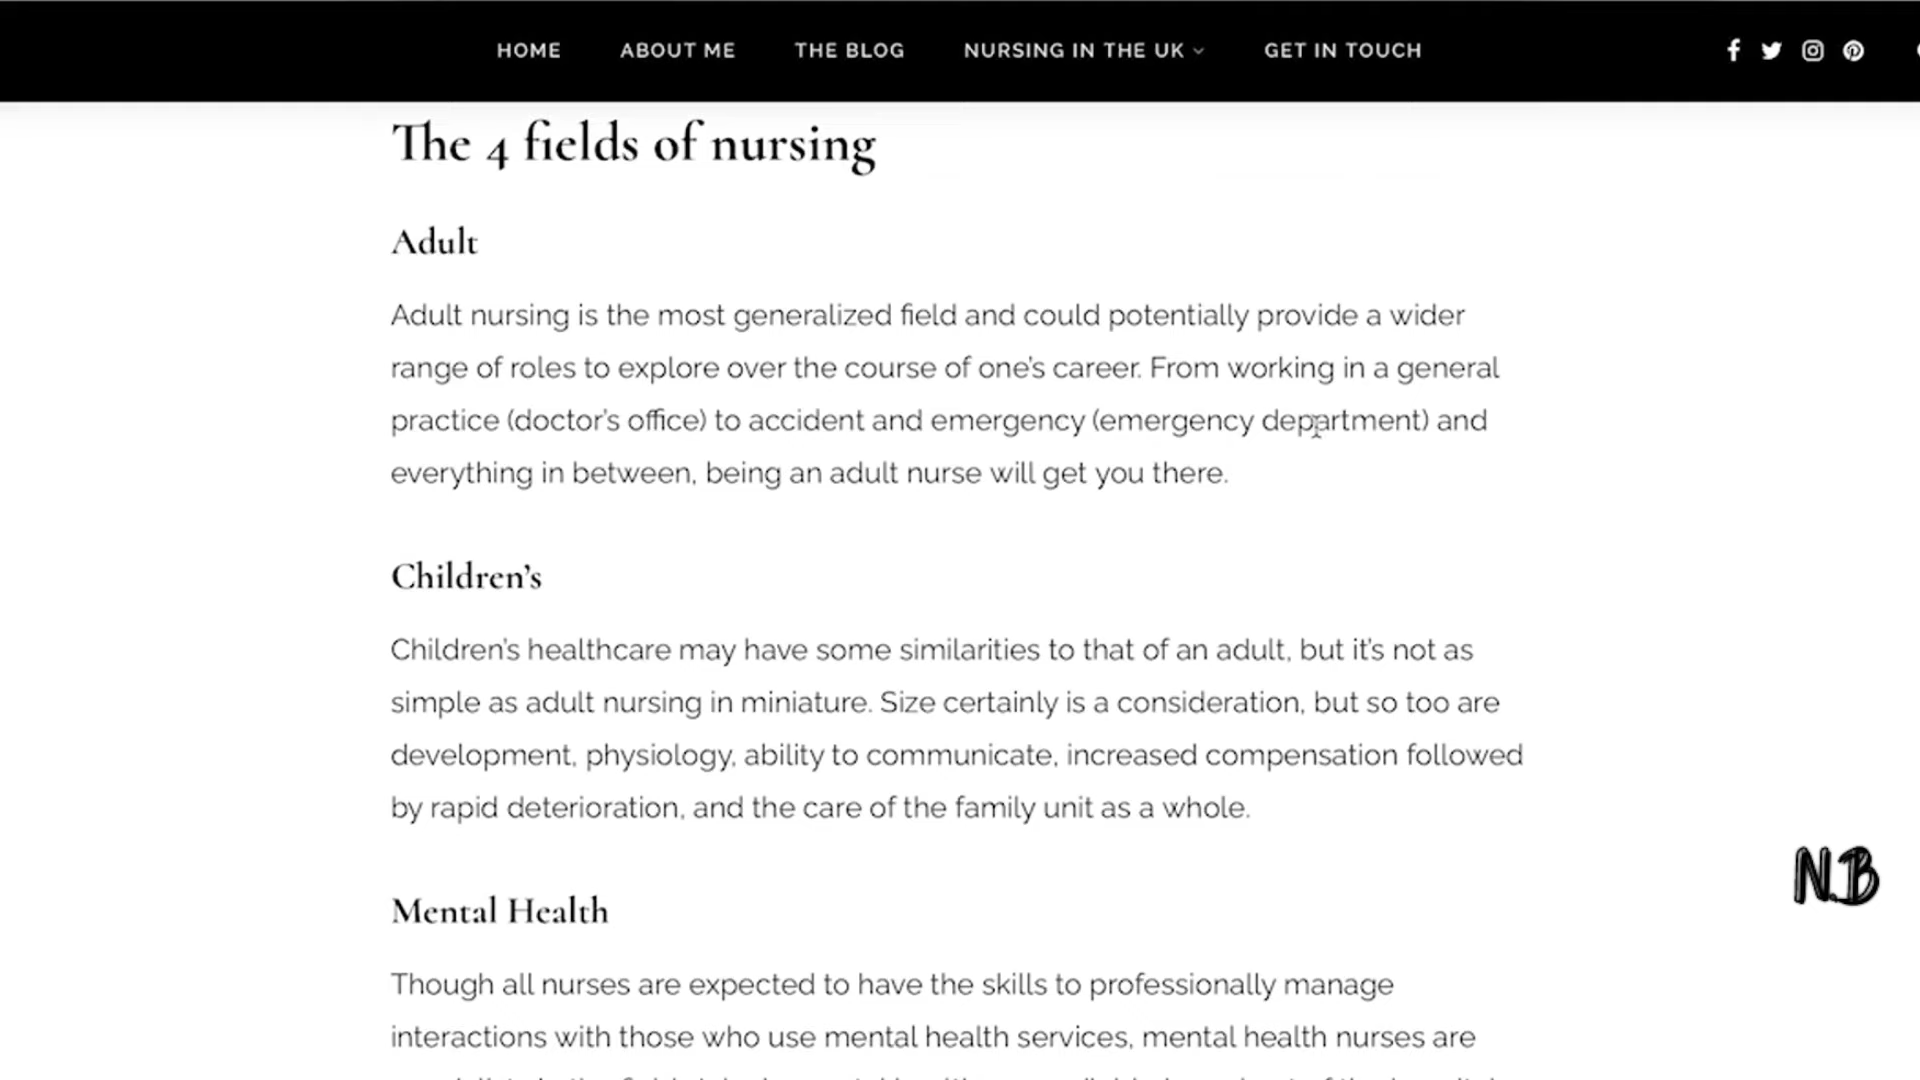 HOME ABOUT ME THE BLOG NURSING IN THE UK GET IN TOUCH
The 4 fields of nursing
Adult
Adult nursing is the most generalized field and could potentially provide a wider
range of roles to explore over the course of one's career. From working in a general
practice (doctor's office) to accident and emergency (emergency department) and
everything in between, being an adult nurse will get you there.
Children's
Children's healthcare may have some similarities to that of an adult, but it's not as
simple as adult nursing in miniature. Size certainly is a consideration, but so too are
development, physiology, ability to communicate, increased compensation followed
by rapid deterioration, and the care of the family unit as a whole.
N.B
Mental Health
Though all nurses are expected to have the skills to professionally manage
interactions with those who use mental health services, mental health nurses are